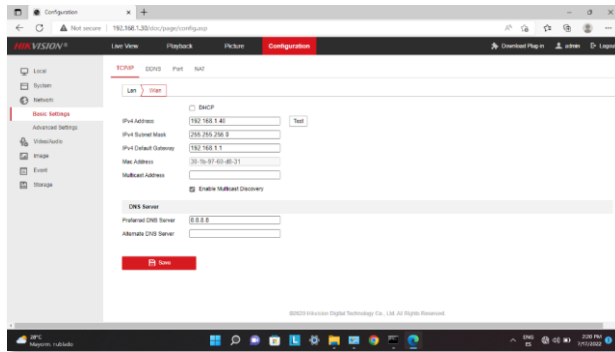 Configuration
Not secure 192.168.1.39/doc/page/config.asp
HIKVISION® Live View Playback Picture Configuration Download Plug-in admin
Local
System
Network
Basic Settings
Advanced Settings
Video/Audio
Image
Event
Storage
TCP/IP DDNS Port NAT
Lan Wlan
DHCP
IPv4 Address 192.168.1.40 Test
IPv4 Subnet Mask 255.255.255.0
IPv4 Default Gateway 192.168.1.1
Mac Address
Multicast Address
Enable Multicast Discovery
DNS Server
Preferred DNS Server 8.8.8.8
Alternate DNS Server
Save
Hikvision Digital Technology Co., Ltd. All Rights Reserved.
28°C
Mayorm. nublado
ENG
ES
2:20 PM
7/17/2022